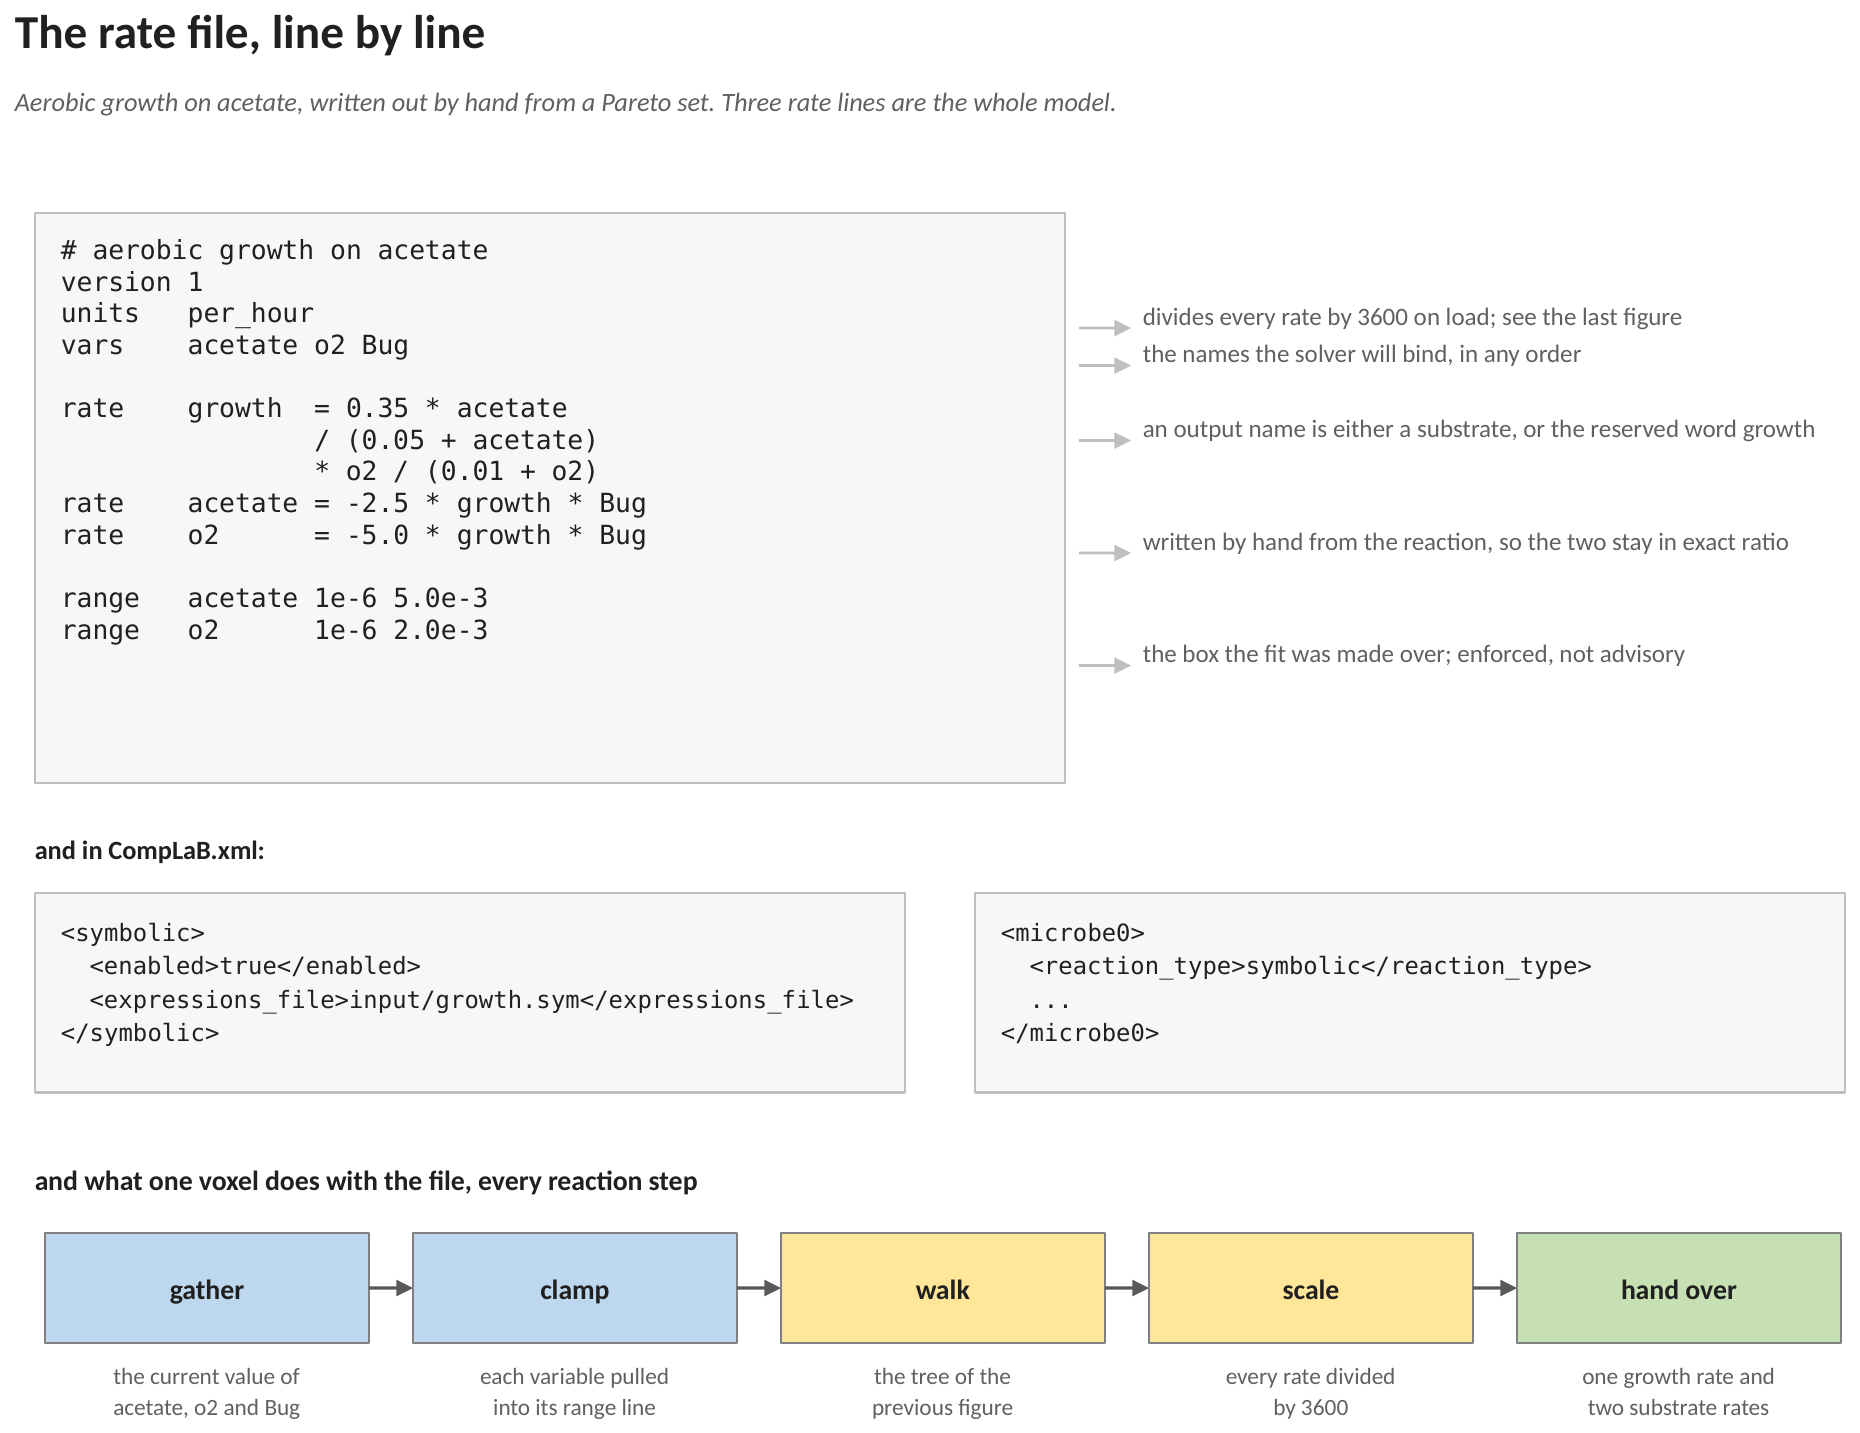 The rate file, line by line
Aerobic growth on acetate, written out by hand from a Pareto set. Three rate lines are the whole model.
# aerobic growth on acetate
version 1
units   per_hour
vars    acetate o2 Bug
rate    growth  = 0.35 * acetate
                / (0.05 + acetate)
                * o2 / (0.01 + o2)
rate    acetate = -2.5 * growth * Bug
rate    o2      = -5.0 * growth * Bug
range   acetate 1e-6 5.0e-3
range   o2      1e-6 2.0e-3
divides every rate by 3600 on load; see the last figure
the names the solver will bind, in any order
an output name is either a substrate, or the reserved word growth
written by hand from the reaction, so the two stay in exact ratio
the box the fit was made over; enforced, not advisory
and in CompLaB.xml:
<symbolic>
  <enabled>true</enabled>
  <expressions_file>input/growth.sym</expressions_file>
</symbolic>
<microbe0>
  <reaction_type>symbolic</reaction_type>
  ...
</microbe0>
and what one voxel does with the file, every reaction step
gather
clamp
walk
scale
hand over
the current value of
acetate, o2 and Bug
each variable pulled
into its range line
the tree of the
previous figure
every rate divided
by 3600
one growth rate and
two substrate rates